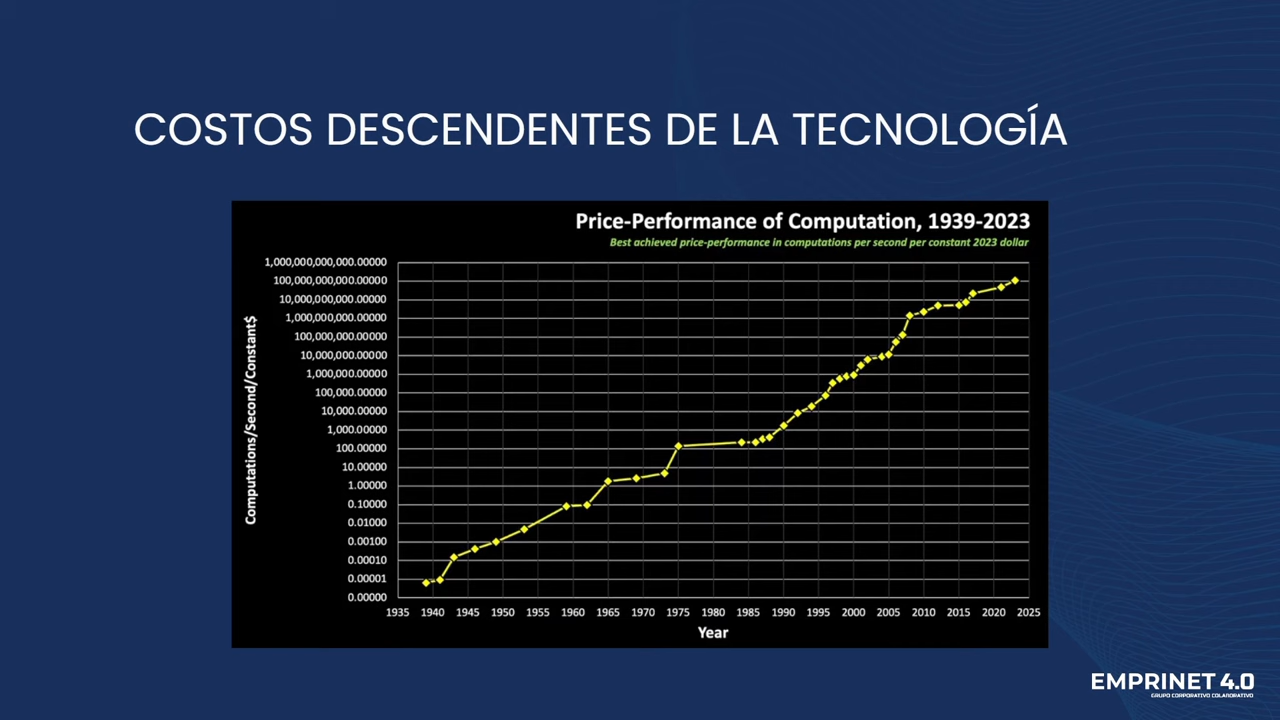 COSTOS DESCENDENTES DE LA TECNOLOGÍA
Price-Performance of Computation, 1939-2023
Best achieved price-performance in computations per second per constant 2023 dollar
Computations/Second/Constant$
1,000,000,000,000.00000
100,000,000,000.00000
10,000,000,000.00000
1,000,000,000.00000
100,000,000.00000
10,000,000.00000
1,000,000.00000
100,000.00000
10,000.00000
1,000.00000
100.00000
10.00000
1.00000
0.10000
0.01000
0.00100
0.00010
0.00001
0.00000
1935 1940 1945 1950 1955 1960 1965 1970 1975 1980 1985 1990 1995 2000 2005 2010 2015 2020 2025
Year
EMPRINET 4.0
GRUPO CORPORATIVO COLABORATIVO